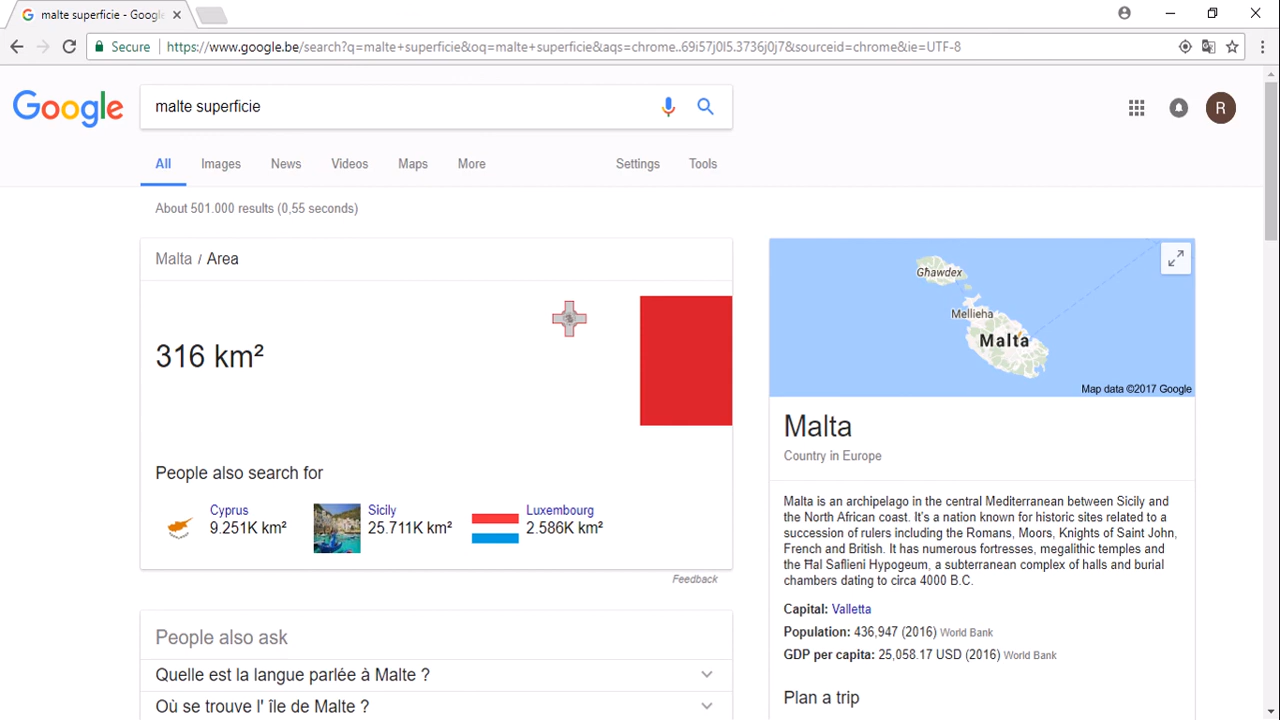 malte superficie - Googl
Secure
https://www.google.be/search?q=malte+superficie&oq=malte+superficie&aqs=chrome..69i57j0l5.3736j0j7&sourceid=chrome&ie=UTF-8
Google
malte superficie
R
All
Images
News
Videos
Maps
More
Settings
Tools
About 501.000 results (0,55 seconds)
Malta / Area
316 km²
People also search for
Cyprus
9.251K km²
Sicily
25.711K km²
Luxembourg
2.586K km²
Feedback
People also ask
Quelle est la langue parlée à Malte ?
Où se trouve l' île de Malte ?
Għawdex
Mellieha
Malta
Map data ©2017 Google
Malta
Country in Europe
Malta is an archipelago in the central Mediterranean between Sicily and
the North African coast. It's a nation known for historic sites related to a
succession of rulers including the Romans, Moors, Knights of Saint John,
French and British. It has numerous fortresses, megalithic temples and
the Ħal Saflieni Hypogeum, a subterranean complex of halls and burial
chambers dating to circa 4000 B.C.
Capital: Valletta
Population: 436,947 (2016) World Bank
GDP per capita: 25,058.17 USD (2016) World Bank
Plan a trip